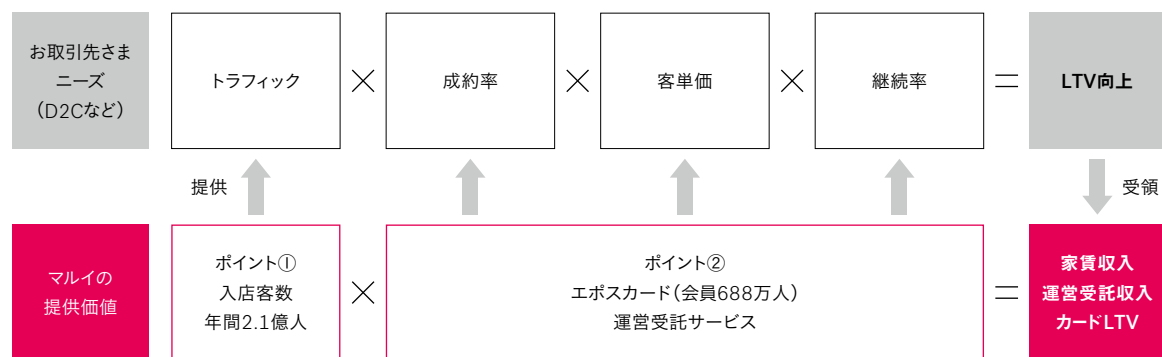 お取引先さま
ニーズ
（D2Cなど）
トラフィック
×
成約率
×
客単価
×
継続率
＝
LTV向上
提供
受領
マルイの
提供価値
ポイント①
入店客数
年間2.1億人
×
ポイント②
エポスカード（会員688万人）
運営受託サービス
＝
家賃収入
運営受託収入
カードLTV